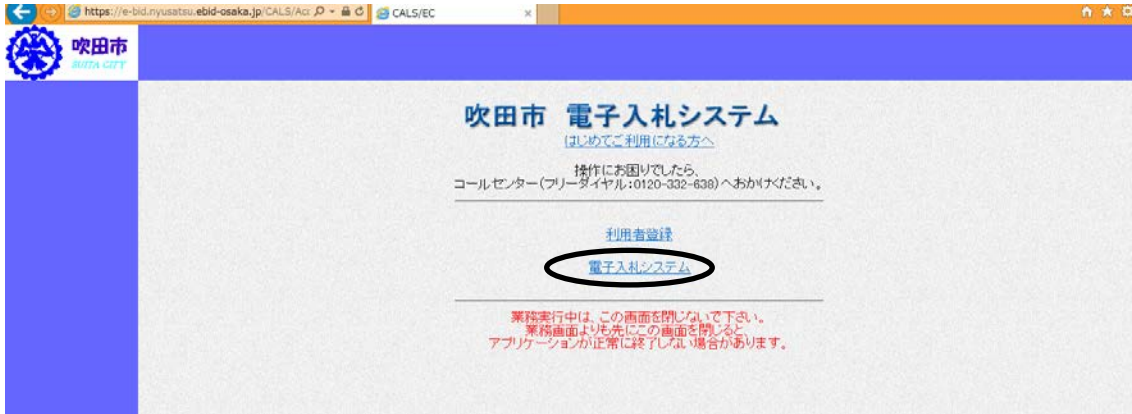 https://e-bid.nyusatsu.ebid-osaka.jp/CALS/Acc
CALS/EC
吹田市
SUITA CITY
吹田市 電子入札システム
はじめてご利用になる方へ
操作にお困りでしたら、
コールセンター(フリーダイヤル:0120-332-638)へおかけください。
利用者登録
電子入札システム
業務実行中は、この画面を閉じないで下さい。
業務画面よりも先にこの画面を閉じると、
アプリケーションが正常に終了しない場合があります。